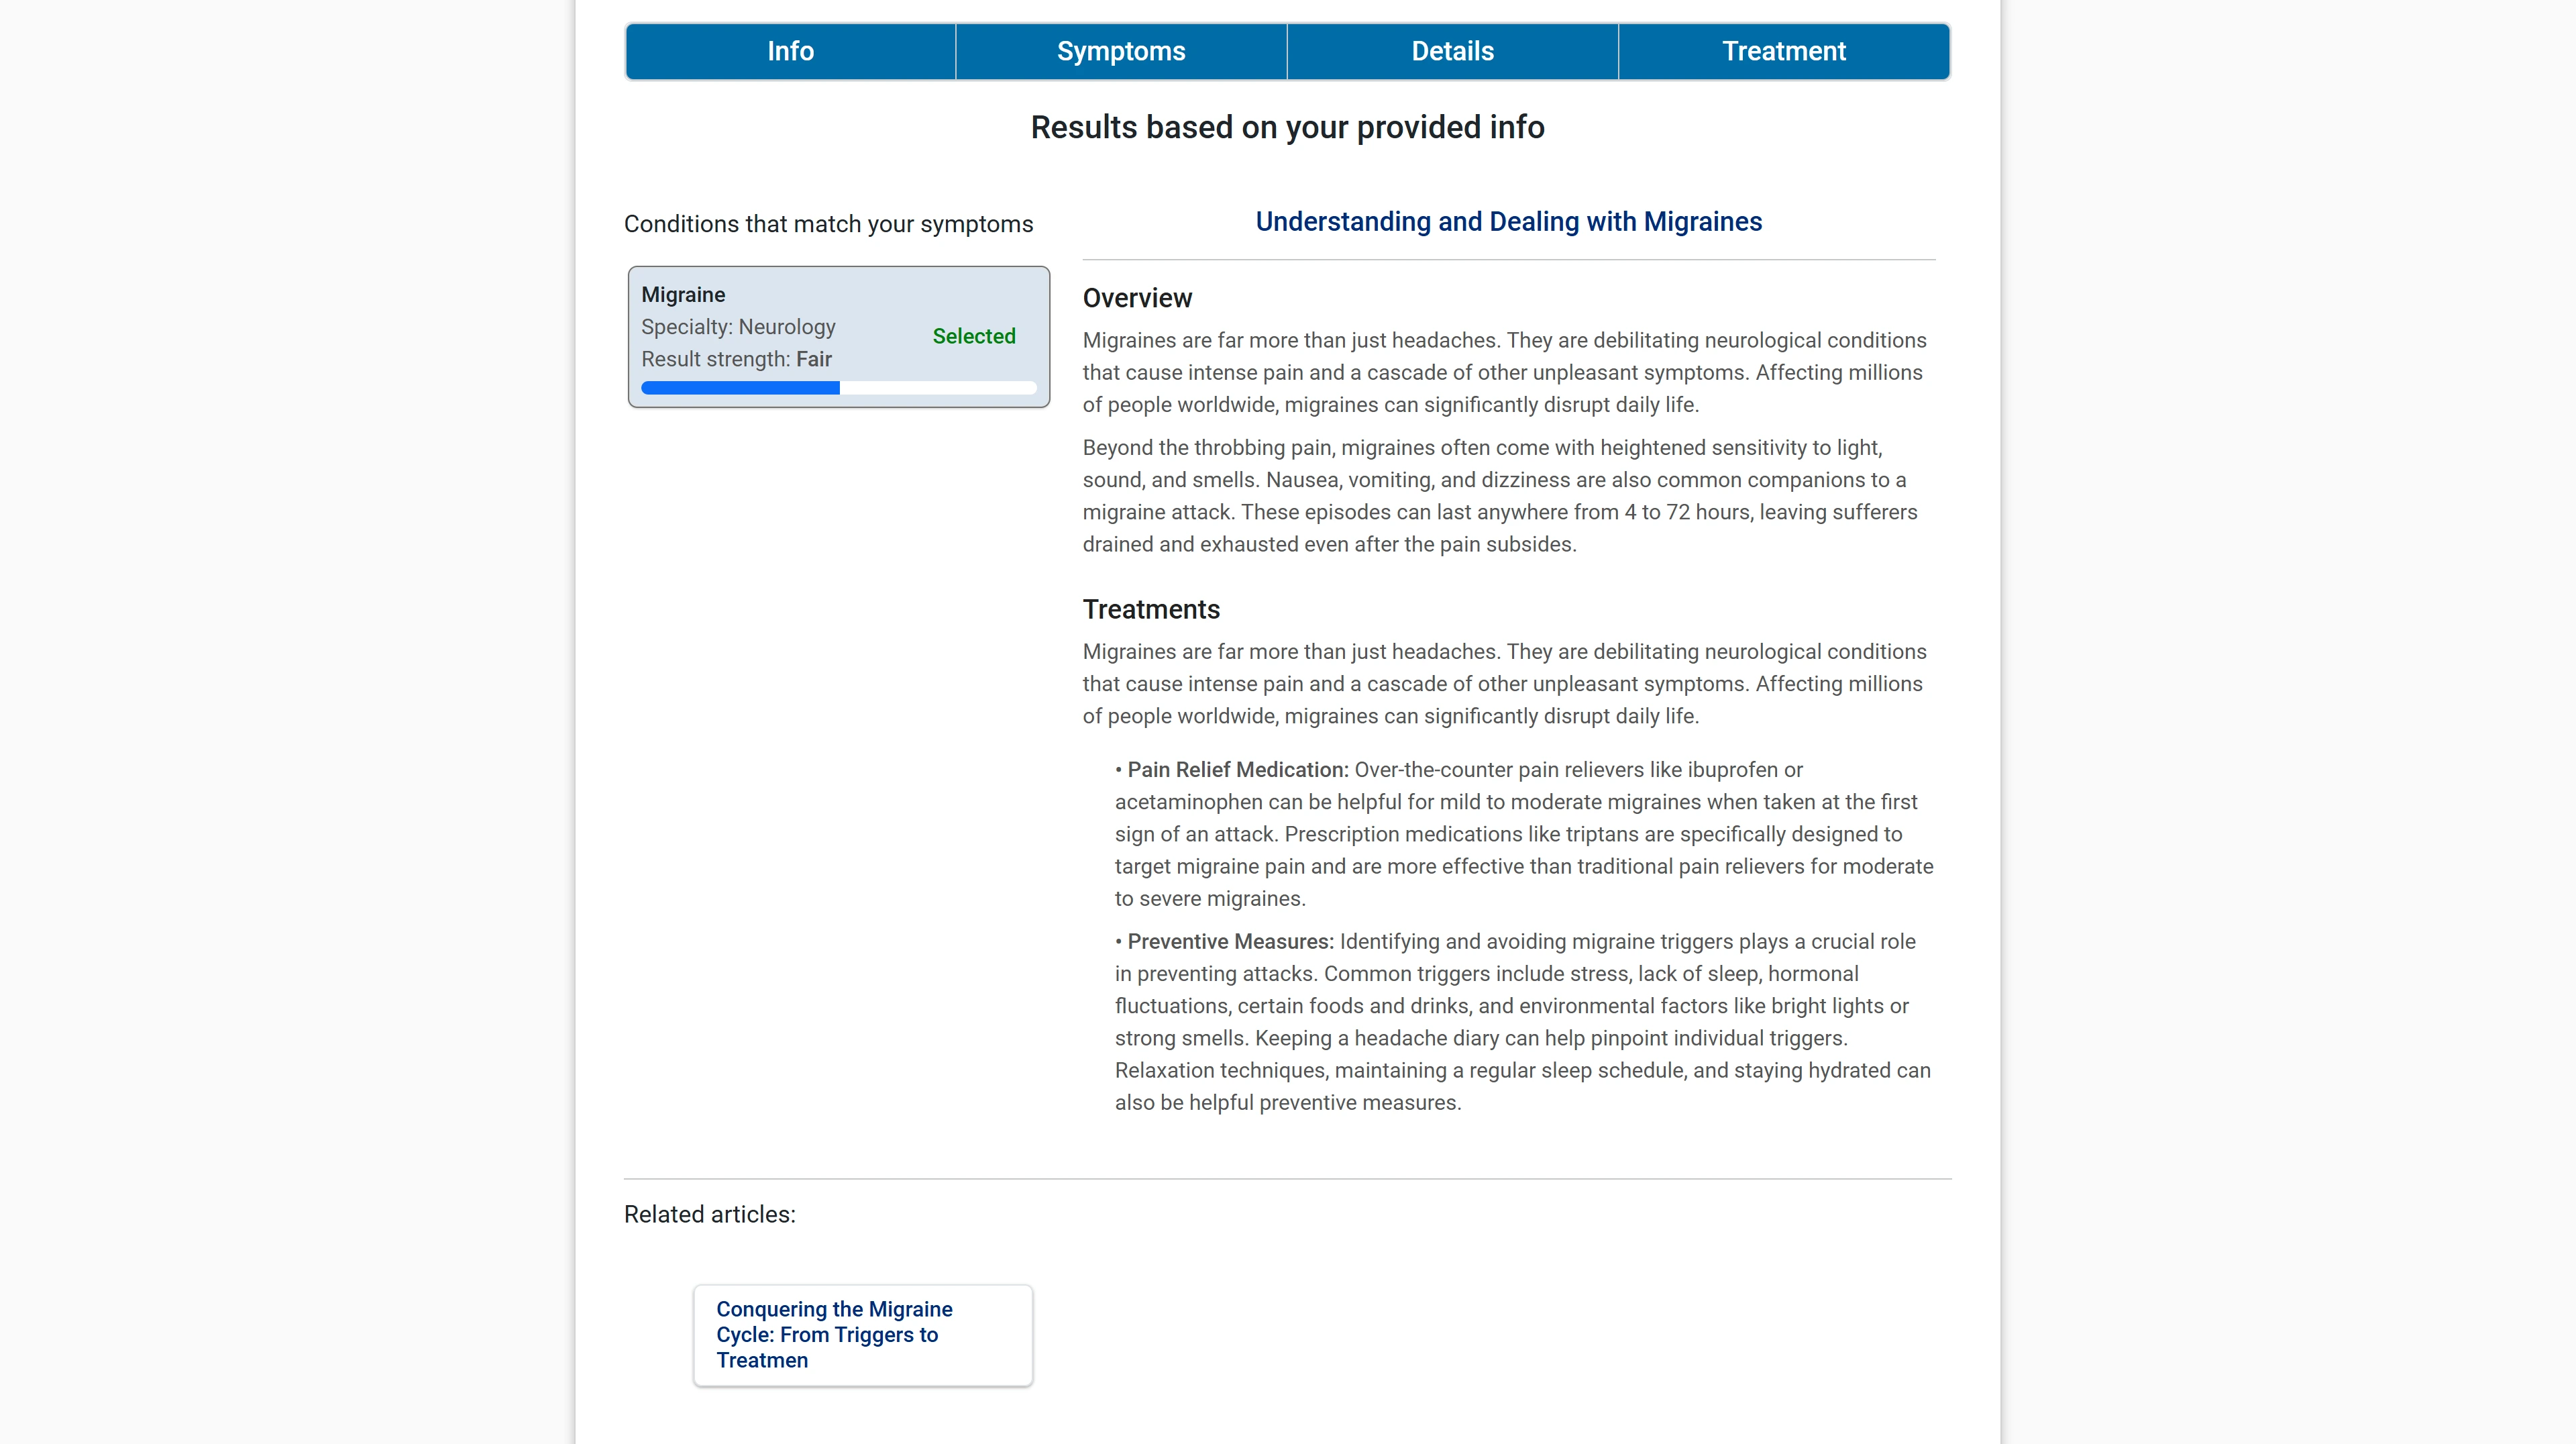 Info
Symptoms
Details
Treatment
Results based on your provided info
Conditions that match your symptoms
Migraine
Specialty: Neurology
Result strength: Fair
Selected
Understanding and Dealing with Migraines
Overview
Migraines are far more than just headaches. They are debilitating neurological conditions
that cause intense pain and a cascade of other unpleasant symptoms. Affecting millions
of people worldwide, migraines can significantly disrupt daily life.
Beyond the throbbing pain, migraines often come with heightened sensitivity to light,
sound, and smells. Nausea, vomiting, and dizziness are also common companions to a
migraine attack. These episodes can last anywhere from 4 to 72 hours, leaving sufferers
drained and exhausted even after the pain subsides.
Treatments
Migraines are far more than just headaches. They are debilitating neurological conditions
that cause intense pain and a cascade of other unpleasant symptoms. Affecting millions
of people worldwide, migraines can significantly disrupt daily life.
• Pain Relief Medication: Over-the-counter pain relievers like ibuprofen or
acetaminophen can be helpful for mild to moderate migraines when taken at the first
sign of an attack. Prescription medications like triptans are specifically designed to
target migraine pain and are more effective than traditional pain relievers for moderate
to severe migraines.
• Preventive Measures: Identifying and avoiding migraine triggers plays a crucial role
in preventing attacks. Common triggers include stress, lack of sleep, hormonal
fluctuations, certain foods and drinks, and environmental factors like bright lights or
strong smells. Keeping a headache diary can help pinpoint individual triggers.
Relaxation techniques, maintaining a regular sleep schedule, and staying hydrated can
also be helpful preventive measures.
Related articles:
Conquering the Migraine
Cycle: From Triggers to
Treatmen